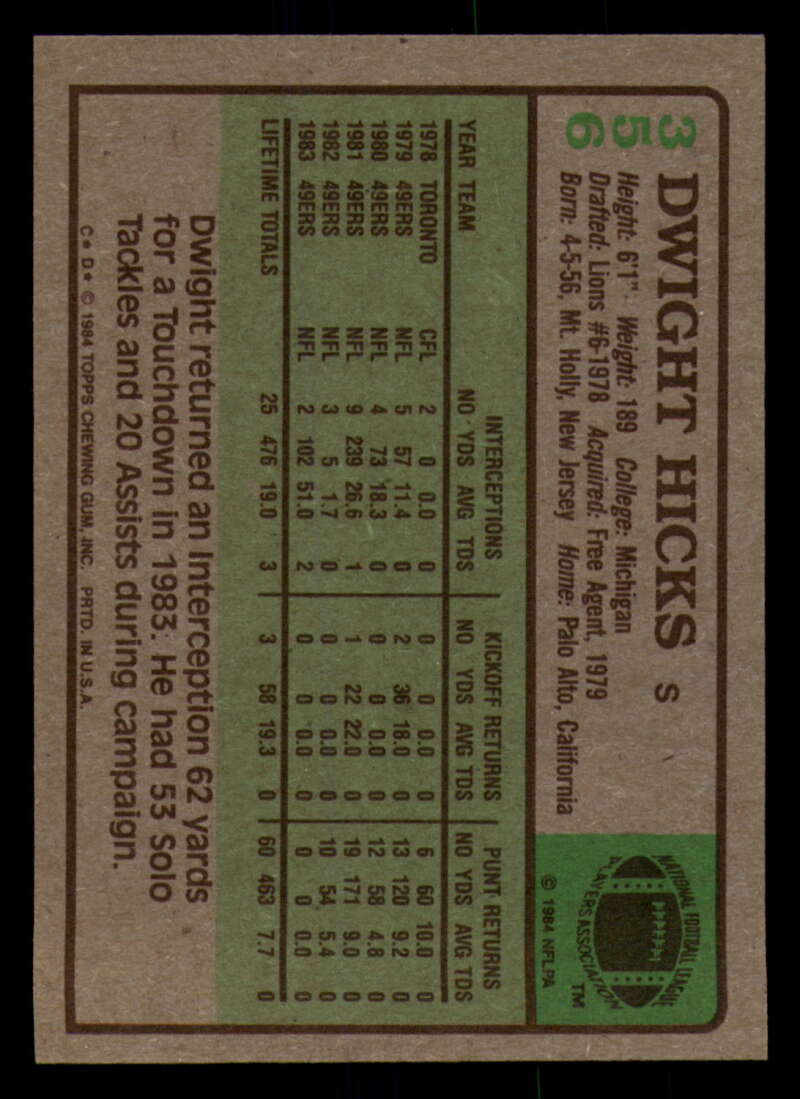 356
DWIGHT HICKS S
Height: 6'1" Weight: 189 College: Michigan
Drafted: Lions #6-1978 Acquired: Free Agent, 1979
Born: 4-5-56, Mt. Holly, New Jersey Home: Palo Alto, California
NATIONAL FOOTBALL LEAGUE
PLAYERS ASSOCIATION
TM
© 1984 NFLPA
INTERCEPTIONS KICKOFF RETURNS PUNT RETURNS
YEAR TEAM NO YDS AVG TDS NO YDS AVG TDS NO YDS AVG TDS
1978 TORONTO CFL 2 0 0.0 0 0 0 0.0 0 6 60 10.0 0
1979 49ERS NFL 5 57 11.4 0 2 36 18.0 0 13 120 9.2 0
1980 49ERS NFL 4 73 18.3 0 0 0 0.0 0 12 58 4.8 0
1981 49ERS NFL 9 239 26.6 1 1 22 22.0 0 19 171 9.0 0
1982 49ERS NFL 3 5 1.7 0 0 0 0.0 0 10 54 5.4 0
1983 49ERS NFL 2 102 51.0 2 0 0 0.0 0 0 0 0.0 0
LIFETIME TOTALS 25 476 19.0 3 3 58 19.3 0 60 463 7.7 0
Dwight returned an Interception 62 yards
for a Touchdown in 1983. He had 53 Solo
Tackles and 20 Assists during campaign.
C* D* © 1984 TOPPS CHEWING GUM, INC. PRTD. IN U.S.A.